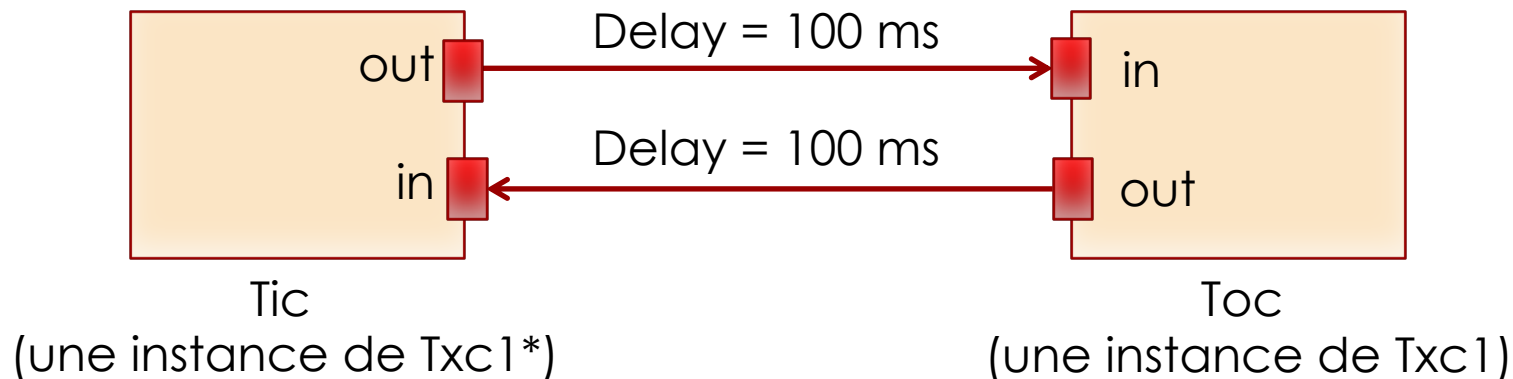 Delay = 100 ms
out
in
Delay = 100 ms
in
out
Tic
(une instance de Txc1*)
Toc
(une instance de Txc1)